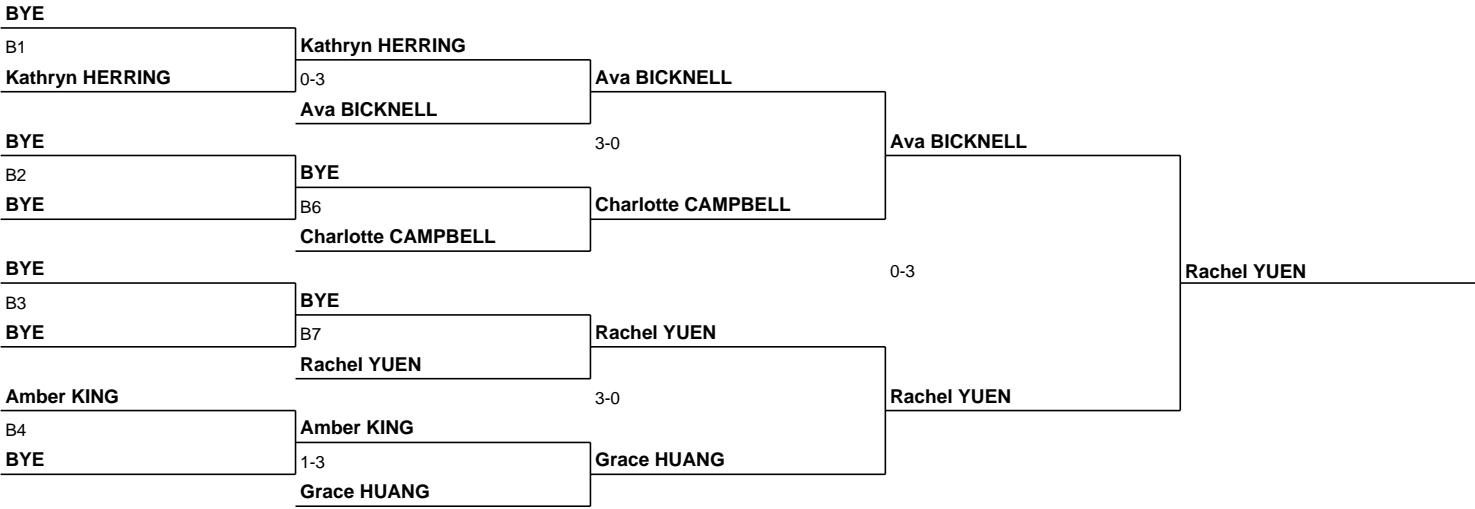 BYE
B1
Kathryn HERRING
Kathryn HERRING
0-3
Ava BICKNELL
Ava BICKNELL
BYE
B2
BYE
BYE
B6
Charlotte CAMPBELL
3-0
Charlotte CAMPBELL
Ava BICKNELL
BYE
B3
BYE
BYE
B7
Rachel YUEN
Rachel YUEN
Amber KING
B4
BYE
Amber KING
1-3
Grace HUANG
3-0
Grace HUANG
Rachel YUEN
0-3
Rachel YUEN